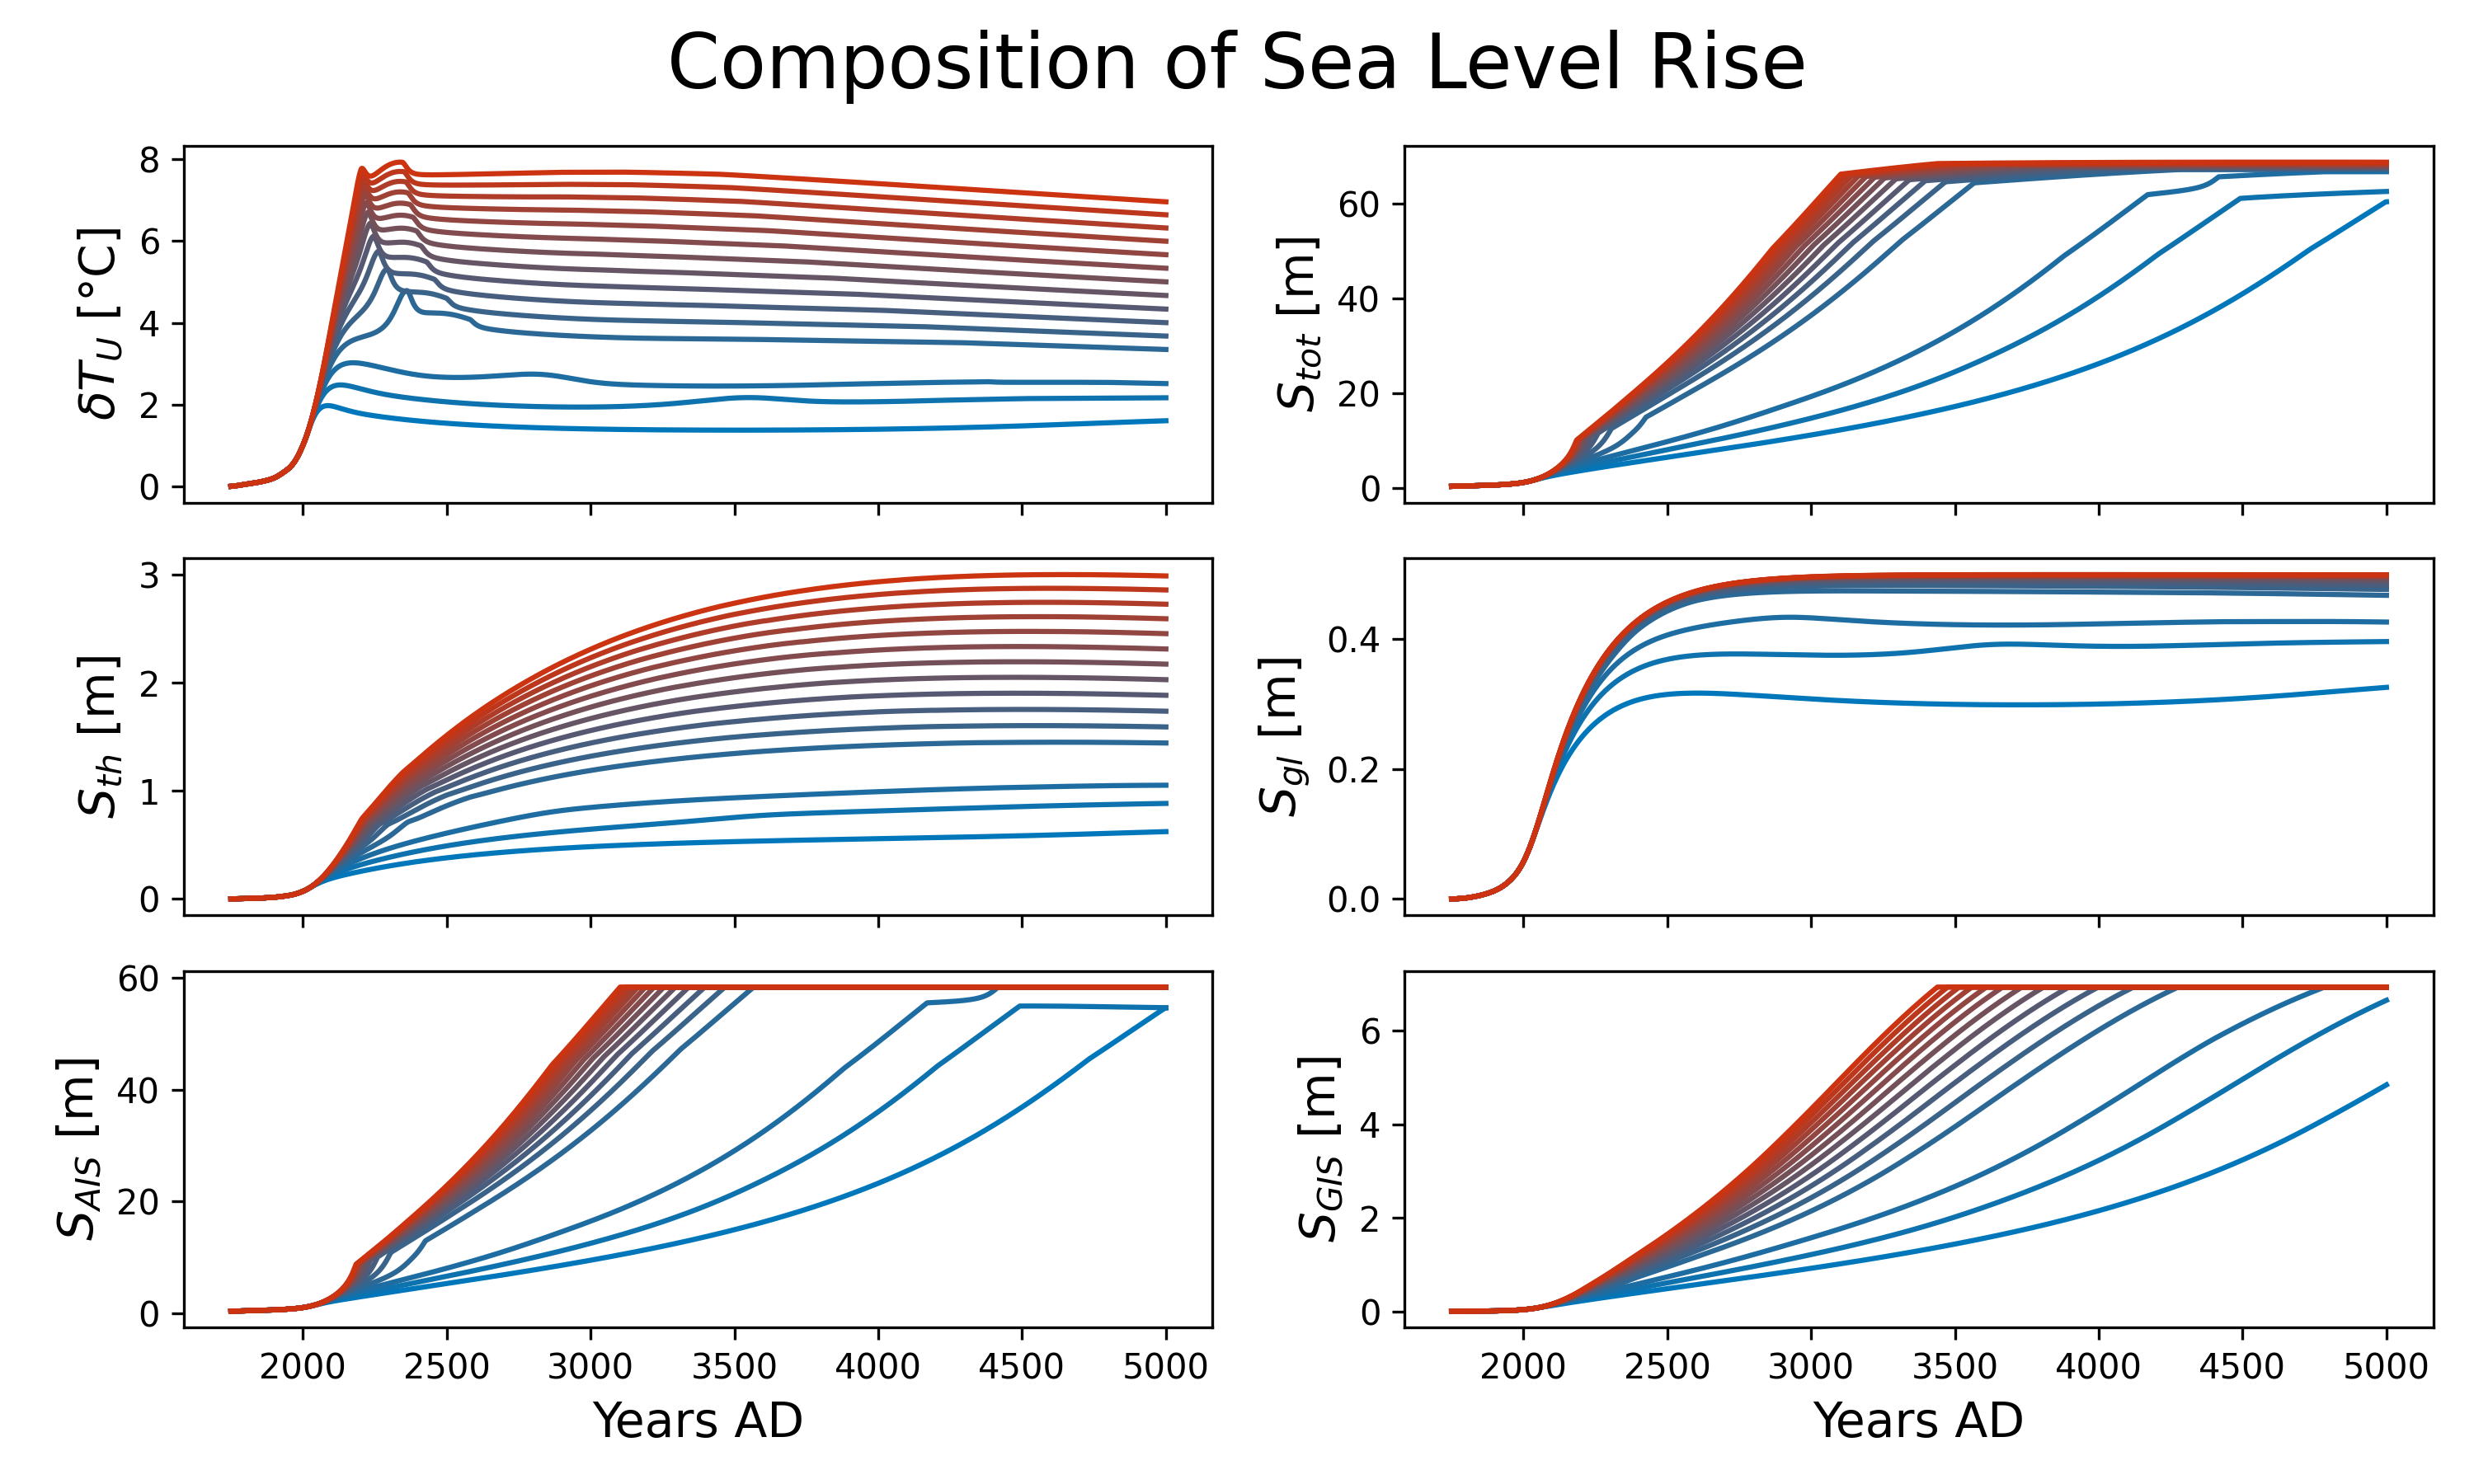 Composition of Sea Level Rise
δT_U [°C]
8
6
4
2
0
S_tot [m]
60
40
20
0
S_th [m]
3
2
1
0
S_gl [m]
0.4
0.2
0.0
S_AIS [m]
60
40
20
0
2000 2500 3000 3500 4000 4500 5000
Years AD
S_GIS [m]
6
4
2
0
2000 2500 3000 3500 4000 4500 5000
Years AD